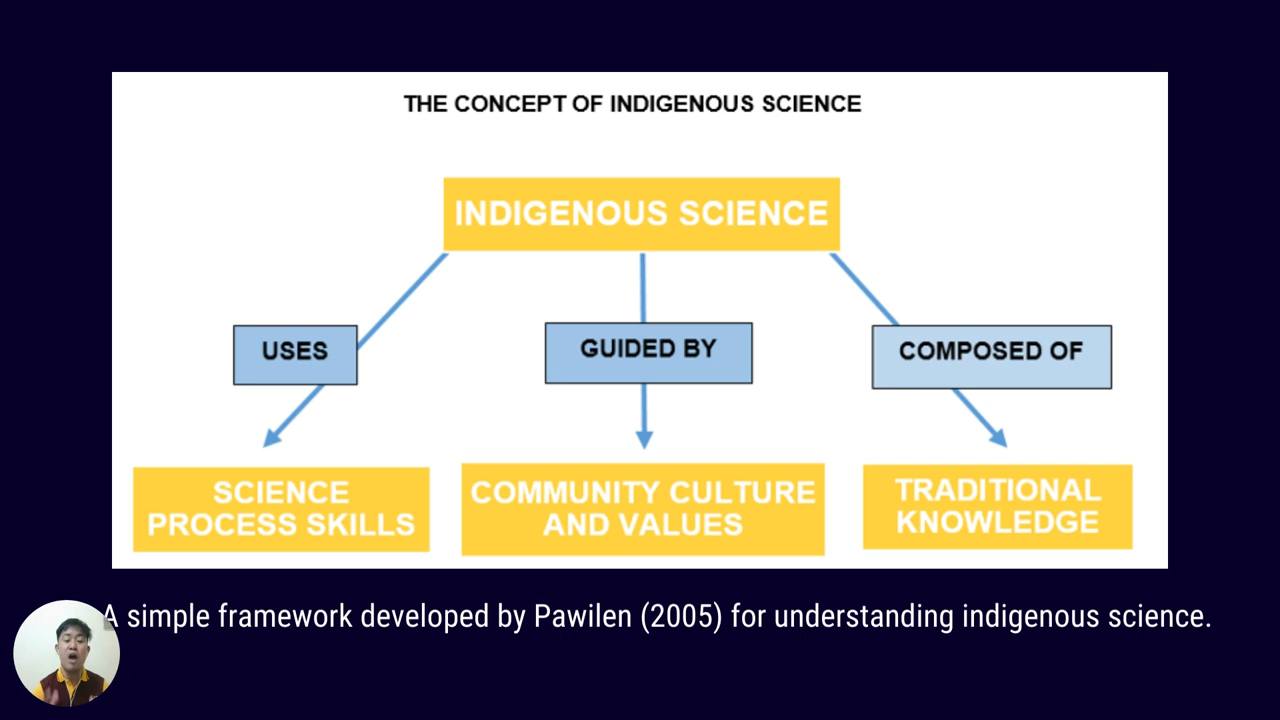 THE CONCEPT OF INDIGENOUS SCIENCE
INDIGENOUS SCIENCE
USES
GUIDED BY
COMPOSED OF
SCIENCE
PROCESS SKILLS
COMMUNITY CULTURE
AND VALUES
TRADITIONAL
KNOWLEDGE
A simple framework developed by Pawilen (2005) for understanding indigenous science.